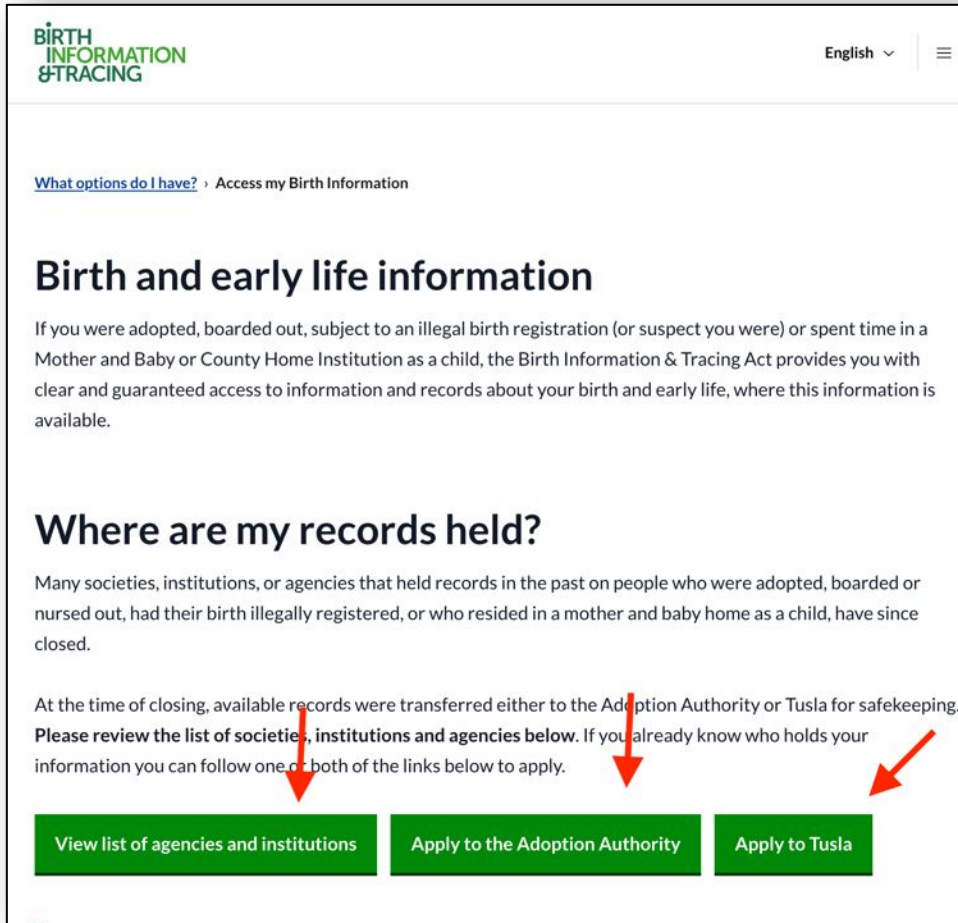 BIRTH
INFORMATION
&TRACING
English
What options do I have? › Access my Birth Information
Birth and early life information
If you were adopted, boarded out, subject to an illegal birth registration (or suspect you were) or spent time in a
Mother and Baby or County Home Institution as a child, the Birth Information & Tracing Act provides you with
clear and guaranteed access to information and records about your birth and early life, where this information is
available.
Where are my records held?
Many societies, institutions, or agencies that held records in the past on people who were adopted, boarded or
nursed out, had their birth illegally registered, or who resided in a mother and baby home as a child, have since
closed.
At the time of closing, available records were transferred either to the Adoption Authority or Tusla for safekeeping.
Please review the list of societies, institutions and agencies below. If you already know who holds your
information you can follow one or both of the links below to apply.
View list of agencies and institutions
Apply to the Adoption Authority
Apply to Tusla